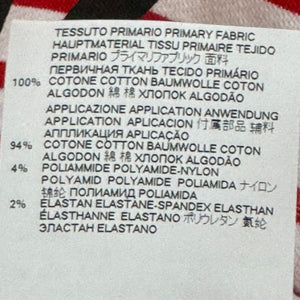 TESSUTO PRIMARIO PRIMARY FABRIC
HAUPTMATERIAL TISSU PRIMAIRE TEJIDO
PRIMARIO プライマリファブリック 面料
ПЕРВИЧНАЯ ТКАНЬ TECIDO PRIMÁRIO
100% COTONE COTTON BAUMWOLLE COTON
ALGODON 綿 棉 ХЛОПОК ALGODÃO
APPLICAZIONE APPLICATION ANWENDUNG
APPLICATION APLICACION 付属部品 辅料
АППЛИКАЦИЯ APLICAÇÃO
94% COTONE COTTON BAUMWOLLE COTON
ALGODON 綿 棉 ХЛОПОК ALGODÃO
4% POLIAMMIDE POLYAMIDE-NYLON
POLYAMID POLYAMIDE POLIAMIDA ナイロン
锦纶 ПОЛИАМИД POLIAMIDA
2% ELASTAN ELASTANE-SPANDEX ELASTHAN
ÉLASTHANNE ELASTANO ポリウレタン 氨纶
ЭЛАСТАН ELASTANO